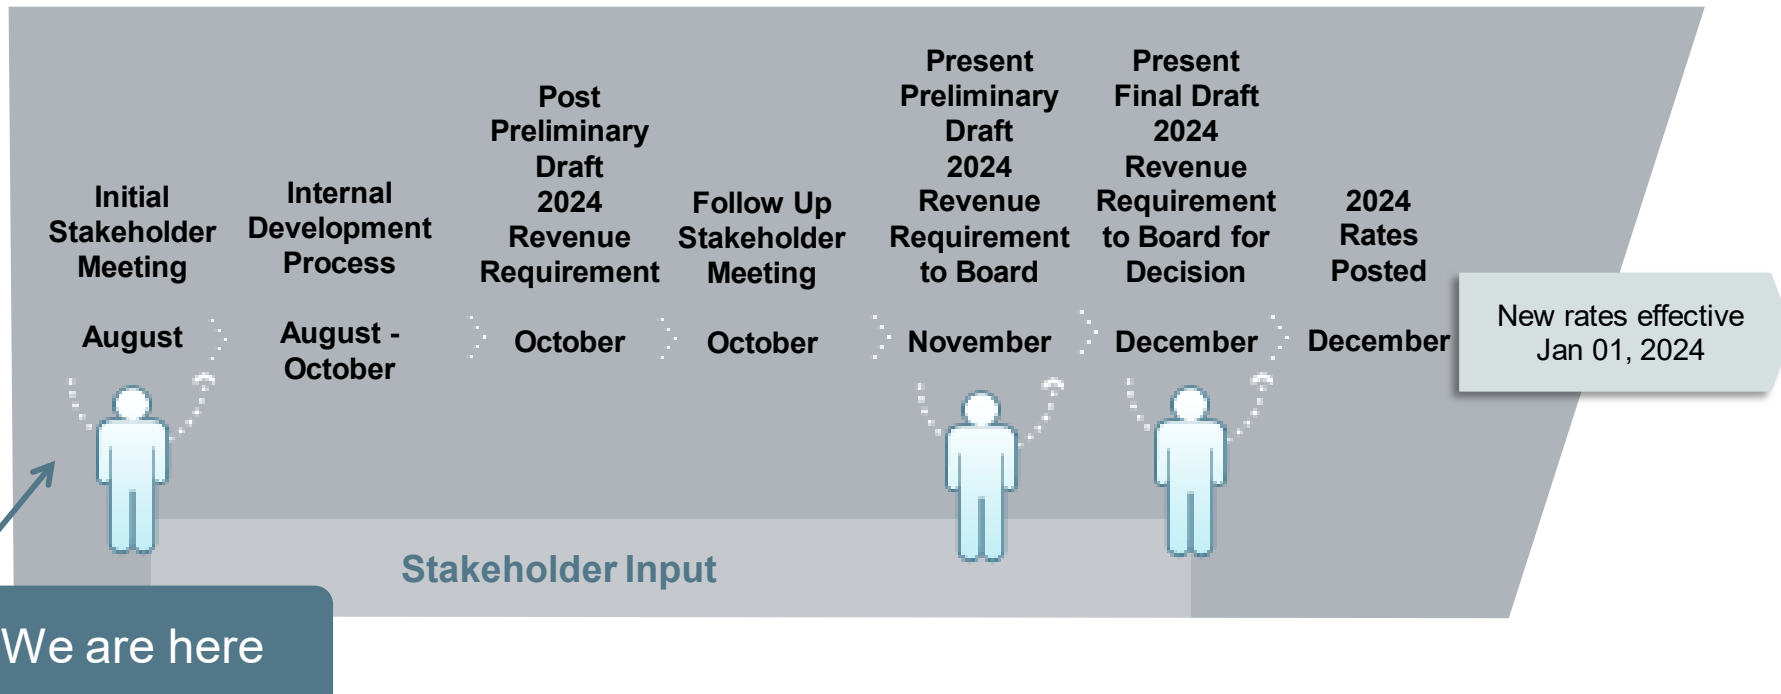 Initial
Stakeholder
Meeting
August
Internal
Development
Process
August -
October
Post
Preliminary
Draft
2024
Revenue
Requirement
October
Follow Up
Stakeholder
Meeting
October
Present
Preliminary
Draft
2024
Revenue
Requirement
to Board
November
Present
Final Draft
2024
Revenue
Requirement
to Board for
Decision
December
2024
Rates
Posted
December
New rates effective
Jan 01, 2024
Stakeholder Input
We are here